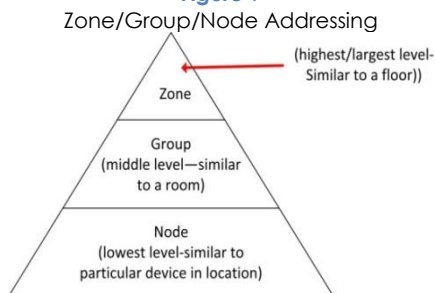 Zone/Group/Node Addressing
(highest/largest level-
Similar to a floor))
Zone
Group
(middle level—similar
to a room)
Node
(lowest level-similar to
particular device in location)